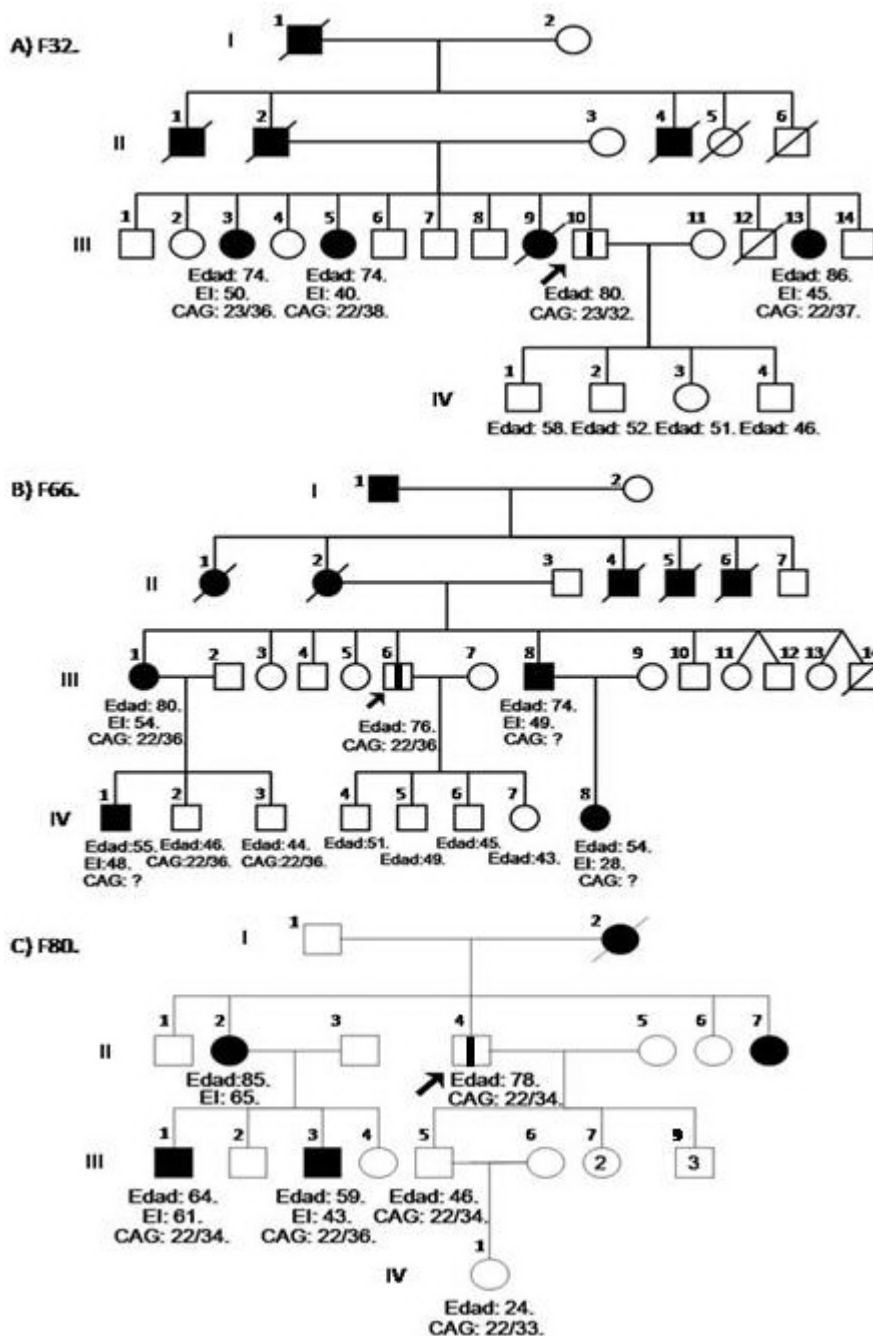 I
1
2
A) F32.
1
2
3
4
5
6
II
1
2
3
4
5
6
7
8
9
10
11
12
13
14
III
Edad: 74.
EI: 50.
CAG: 23/36.
Edad: 74.
EI: 40.
CAG: 22/38.
Edad: 80.
CAG: 23/32.
Edad: 86.
EI: 45.
CAG: 22/37.
1
2
3
4
IV
Edad: 58.
Edad: 52.
Edad: 51.
Edad: 46.
B) F66.
I
1
2
1
2
3
4
5
6
7
II
1
2
3
4
5
6
7
8
9
10
11
12
13
14
III
Edad: 80.
EI: 54.
CAG: 22/36
Edad: 76.
CAG: 22/36
Edad: 74.
EI: 49.
CAG: ?
1
2
3
4
5
6
7
8
IV
Edad:55.
EI:48.
CAG: ?
Edad:46.
CAG:22/36.
Edad: 44.
CAG:22/36.
Edad:51.
Edad:49.
Edad:45.
Edad:43.
Edad: 54.
EI: 28.
CAG: ?
C) F80.
I
1
2
1
2
3
4
5
6
7
II
Edad:85.
EI: 65.
Edad: 78.
CAG: 22/34.
1
2
3
4
5
6
7
2
3
III
Edad: 64.
EI: 61.
CAG: 22/34.
Edad: 59.
EI: 43.
CAG: 22/36.
Edad: 46.
CAG: 22/34.
1
IV
Edad: 24.
CAG: 22/33.